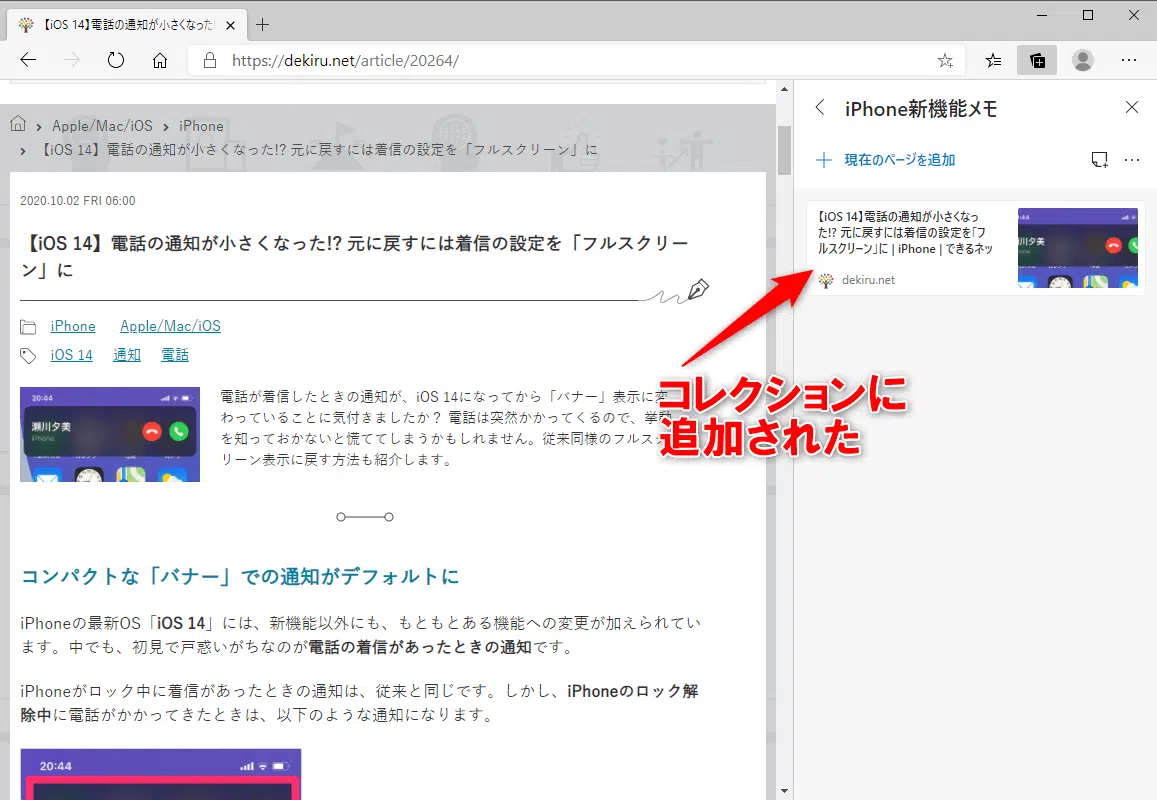 【iOS 14】電話の通知が小さくなった!
https://dekiru.net/article/20264/
Apple/Mac/iOS > iPhone
> 【iOS 14】電話の通知が小さくなった!? 元に戻すには着信の設定を「フルスクリーン」に
2020.10.02 FRI 06:00
【iOS 14】電話の通知が小さくなった!? 元に戻すには着信の設定を「フルスクリー
ン」に
iPhone Apple/Mac/iOS
iOS 14 通知 電話
20:44
瀬川夕美
iPhone
電話が着信したときの通知が、iOS 14になってから「バナー」表示に変
わっていることに気付きましたか? 電話は突然かかってくるので、挙動
を知っておかないと慌ててしまうかもしれません。従来同様のフルスク
リーン表示に戻す方法も紹介します。
コンパクトな「バナー」での通知がデフォルトに
iPhoneの最新OS「iOS 14」には、新機能以外にも、もともとある機能への変更が加えられてい
ます。中でも、初見で戸惑いがちなのが電話の着信があったときの通知です。
iPhoneがロック中に着信があったときの通知は、従来と同じです。しかし、iPhoneのロック解
除中に電話がかかってきたときは、以下のような通知になります。
20:44
iPhone新機能メモ
現在のページを追加
【iOS 14】電話の通知が小さくなっ
た!? 元に戻すには着信の設定を「フ
ルスクリーン」に | iPhone | できるネッ
dekiru.net
:44
川夕美
コレクションに
追加された